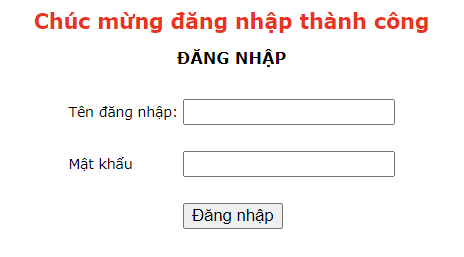 Chúc mừng đăng nhập thành công
ĐĂNG NHẬP
Tên đăng nhập:
Mật khẩu
Đăng nhập